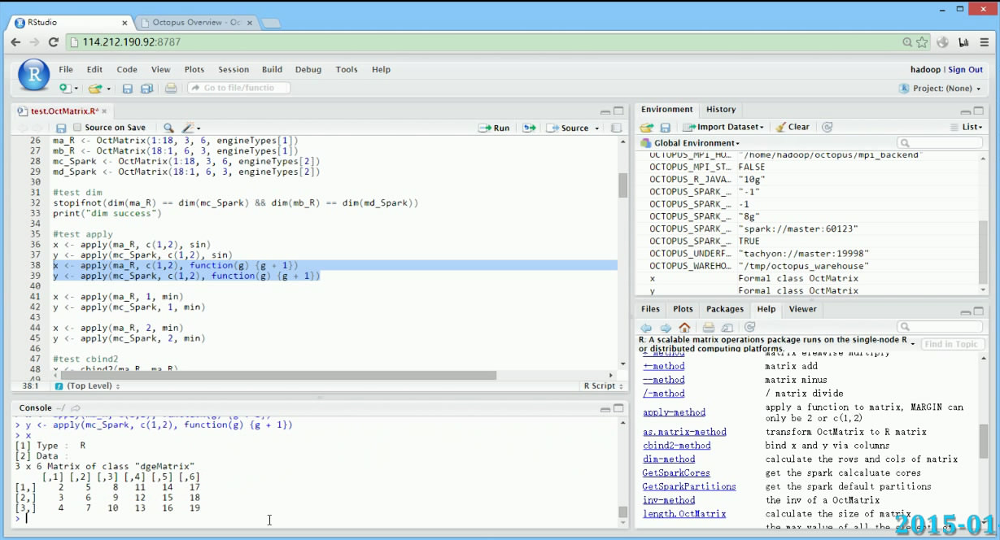 RStudio
Octopus Overview - Oc
114.212.190.92:8787
File Edit Code View Plots Session Build Debug Tools Help
hadoop | Sign Out
Go to file/functio
Project: (None)
test.OctMatrix.R*
Source on Save
Run
Source
26 ma_R <- OctMatrix(1:18, 3, 6, engineTypes[1])
27 mb_R <- OctMatrix(18:1, 6, 3, engineTypes[1])
28 mc_Spark <- OctMatrix(1:18, 3, 6, engineTypes[2])
29 md_Spark <- OctMatrix(18:1, 6, 3, engineTypes[2])
30
31 #test dim
32 stopifnot(dim(ma_R) == dim(mc_Spark) && dim(mb_R) == dim(md_Spark))
33 print("dim success")
34
35 #test apply
36 x <- apply(ma_R, c(1,2), sin)
37 y <- apply(mc_Spark, c(1,2), sin)
38 x <- apply(ma_R, c(1,2), function(g) {g + 1})
39 y <- apply(mc_Spark, c(1,2), function(g) {g + 1})
40
41 x <- apply(ma_R, 1, min)
42 y <- apply(mc_Spark, 1, min)
43
44 x <- apply(ma_R, 2, min)
45 y <- apply(mc_Spark, 2, min)
46
47 #test cbind2
48 x <- cbind2(ma_R, ma_R)
49
38:1 (Top Level)
R Script
Console ~/
> y <- apply(mc_Spark, c(1,2), function(g) {g + 1})
> x
[1] Type : R
[2] Data :
3 x 6 Matrix of class "dgeMatrix"
[,1] [,2] [,3] [,4] [,5] [,6]
[1,] 2 5 8 11 14 17
[2,] 3 6 9 12 15 18
[3,] 4 7 10 13 16 19
>
Environment History
Import Dataset Clear List
Global Environment
OCTOPUS_MPI_HO… "/home/hadoop/octopus/mpi_backend"
OCTOPUS_MPI_ST… FALSE
OCTOPUS_R_JAVA… "10g"
OCTOPUS_SPARK_… "-1"
OCTOPUS_SPARK_… -1
OCTOPUS_SPARK_… "8g"
OCTOPUS_SPARK_… "spark://master:60123"
OCTOPUS_SPARK_… TRUE
OCTOPUS_UNDERF… "tachyon://master:19998"
OCTOPUS_WAREHO… "/tmp/octopus_warehouse"
x Formal class OctMatrix
y Formal class OctMatrix
Files Plots Packages Help Viewer
R: A scalable matrix operations package runs on the single-node R
or distributed computing platforms.
Find in Topic
*-method matrix elemwise multiply
+-method matrix add
--method matrix minus
/-method / matrix divide
apply-method apply a function to matrix, MARGIN can
only be 2 or c(1,2)
as.matrix-method transform OctMatrix to R matrix
cbind2-method bind x and y via columns
dim-method calculate the rows and cols of matrix
GetSparkCores get the spark calcaluate cores
GetSparkPartitions get the spark default partitions
inv-method the inv of a OctMatrix
length.OctMatrix calculate the size of matrix
the max value of all the element of
2015-01